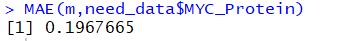 > MAE(m,need_data$MYC_Protein)
[1] 0.1967665